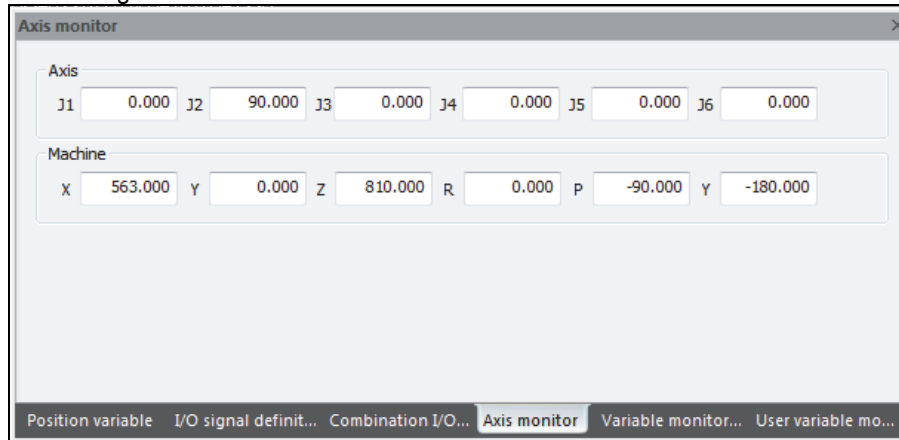 Axis monitor
Axis
J1 0.000 J2 90.000 J3 0.000 J4 0.000 J5 0.000 J6 0.000
Machine
X 563.000 Y 0.000 Z 810.000 R 0.000 P -90.000 Y -180.000
Position variable I/O signal definit... Combination I/O... Axis monitor Variable monitor... User variable mo...